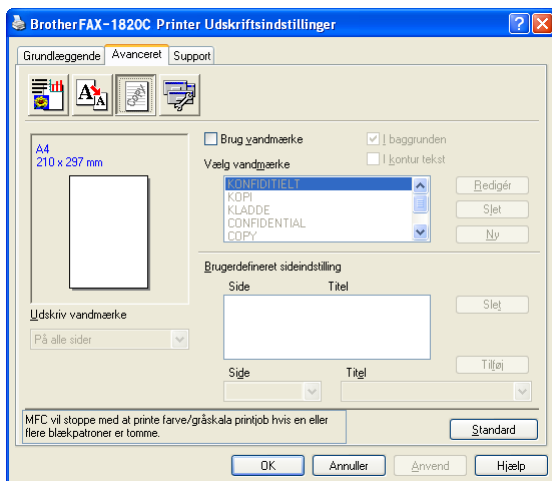 Brother FAX-1820C Printer Udskriftsindstillinger
Grundlæggende Avanceret Support
A4
210 x 297 mm
Udskriv vandmærke
På alle sider
Brug vandmærke
I baggrunden
I kontur tekst
Vælg vandmærke
KONFIDITIELT
KOPI
KLADDE
CONFIDENTIAL
COPY
Redigér
Slet
Ny
Brugerdefineret sideindstilling
Side Titel
Slet
Tilføj
Side Titel
MFC vil stoppe med at printe farve/gråskala printjob hvis en eller
flere blækpatroner er tomme.
Standard
OK Annuller Anvend Hjælp